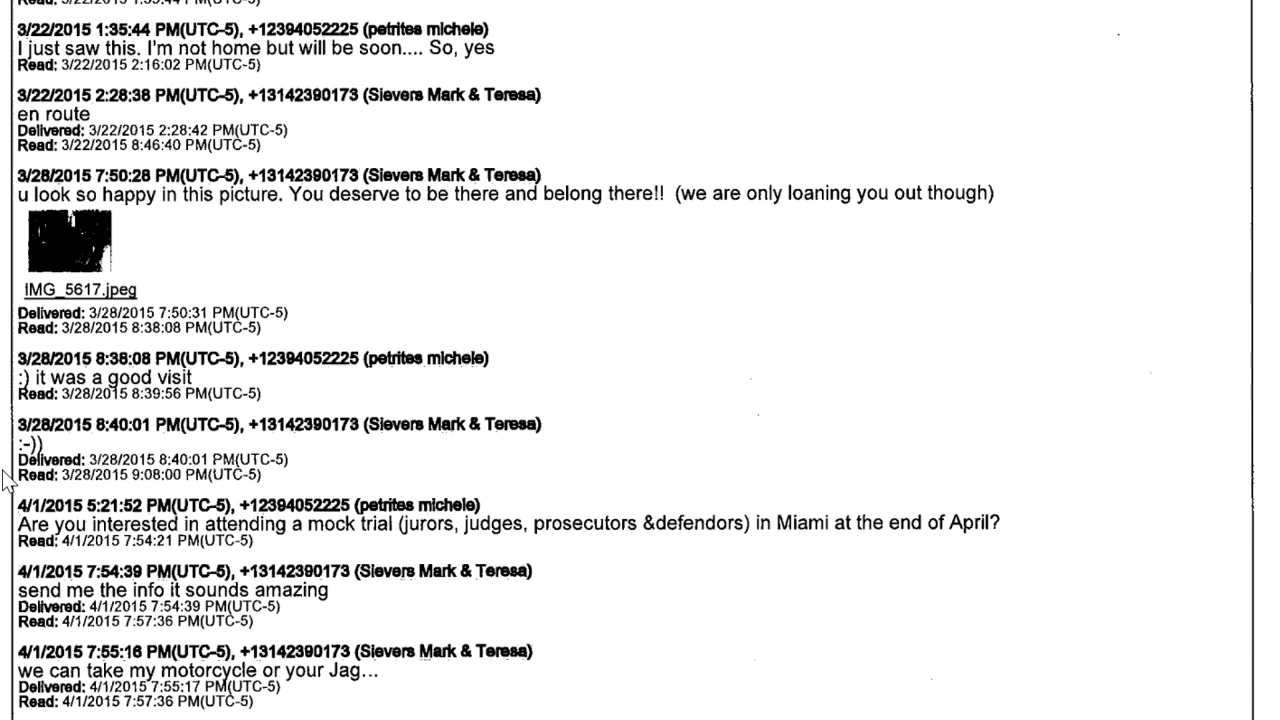 3/22/2015 1:35:44 PM(UTC-5), +12394052225 (petrites michele)
I just saw this. I'm not home but will be soon.... So, yes
Read: 3/22/2015 2:16:02 PM(UTC-5)
3/22/2015 2:28:38 PM(UTC-5), +13142390173 (Sievers Mark & Teresa)
en route
Delivered: 3/22/2015 2:28:42 PM(UTC-5)
Read: 3/22/2015 8:46:40 PM(UTC-5)
3/28/2015 7:50:28 PM(UTC-5), +13142390173 (Sievers Mark & Teresa)
u look so happy in this picture. You deserve to be there and belong there!! (we are only loaning you out though)
IMG_5617.jpeg
Delivered: 3/28/2015 7:50:31 PM(UTC-5)
Read: 3/28/2015 8:38:08 PM(UTC-5)
3/28/2015 8:38:08 PM(UTC-5), +12394052225 (petrites michele)
:) it was a good visit
Read: 3/28/2015 8:39:56 PM(UTC-5)
3/28/2015 8:40:01 PM(UTC-5), +13142390173 (Sievers Mark & Teresa)
:-))
Delivered: 3/28/2015 8:40:01 PM(UTC-5)
Read: 3/28/2015 9:08:00 PM(UTC-5)
4/1/2015 5:21:52 PM(UTC-5), +12394052225 (petrites michele)
Are you interested in attending a mock trial (jurors, judges, prosecutors &defendors) in Miami at the end of April?
Read: 4/1/2015 7:54:21 PM(UTC-5)
4/1/2015 7:54:39 PM(UTC-5), +13142390173 (Sievers Mark & Teresa)
send me the info it sounds amazing
Delivered: 4/1/2015 7:54:39 PM(UTC-5)
Read: 4/1/2015 7:57:36 PM(UTC-5)
4/1/2015 7:55:16 PM(UTC-5), +13142390173 (Sievers Mark & Teresa)
we can take my motorcycle or your Jag...
Delivered: 4/1/2015 7:55:17 PM(UTC-5)
Read: 4/1/2015 7:57:36 PM(UTC-5)